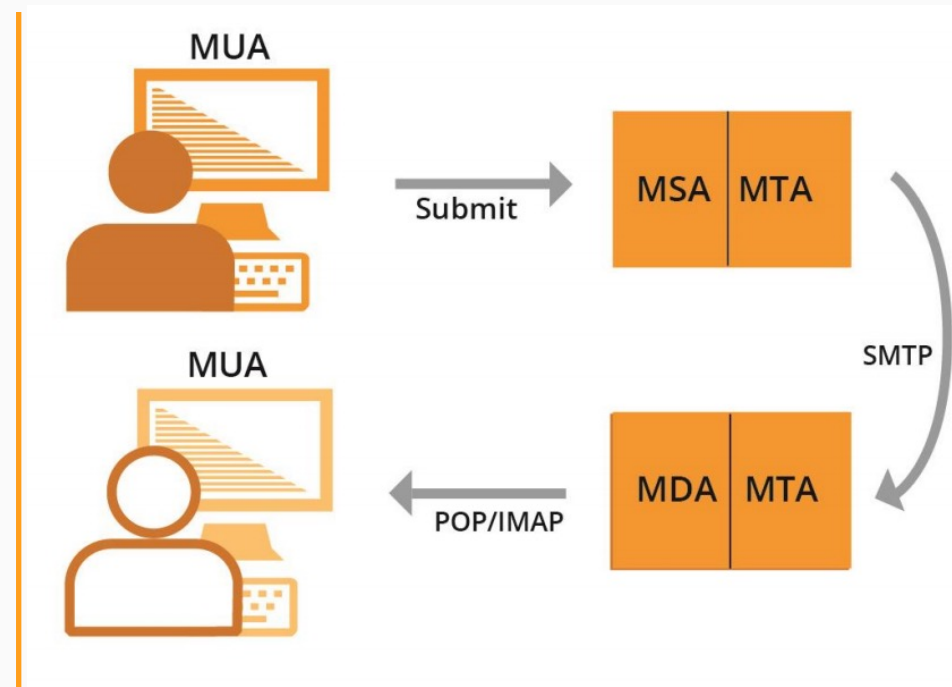 MUA
Submit
MSA MTA
SMTP
MUA
POP/IMAP
MDA MTA